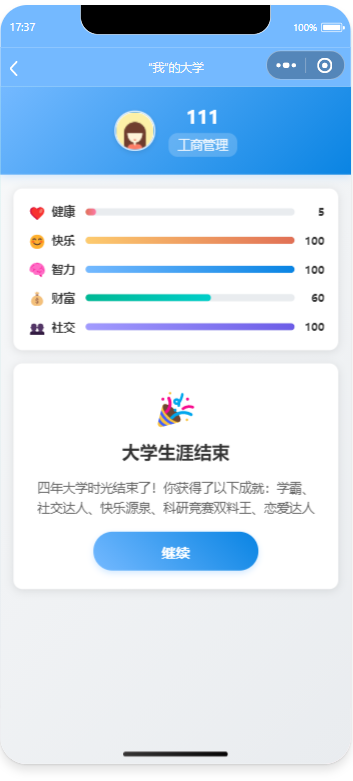 17:37
100%
"我"的大学
111
工商管理
健康 5
快乐 100
智力 100
财富 60
社交 100
大学生涯结束
四年大学时光结束了！你获得了以下成就：学霸、
社交达人、快乐源泉、科研竞赛双料王、恋爱达人
继续